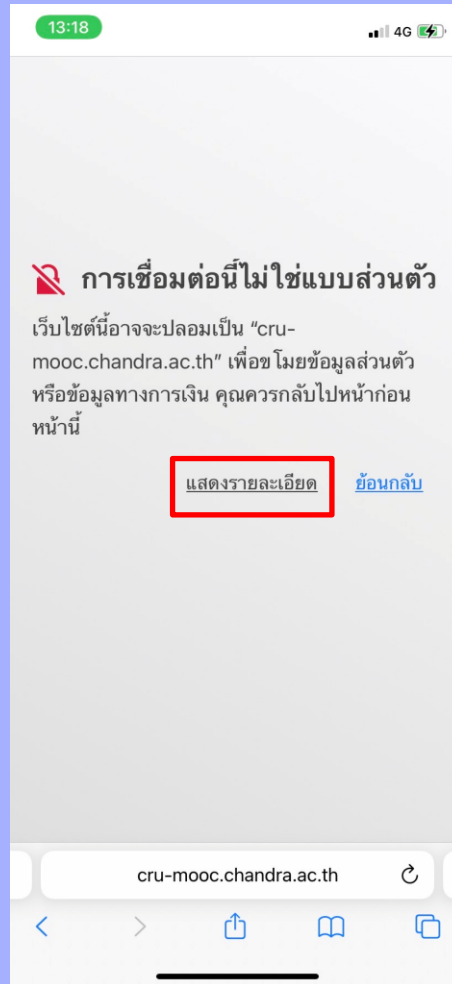 13:18
4G
การเชื่อมต่อนี้ไม่ใช่แบบส่วนตัว
เว็บไซต์นี้อาจจะปลอมเป็น “cru-
mooc.chandra.ac.th” เพื่อขโมยข้อมูลส่วนตัว
หรือข้อมูลทางการเงิน คุณควรกลับไปหน้าก่อน
หน้านี้
แสดงรายละเอียด ย้อนกลับ
cru-mooc.chandra.ac.th